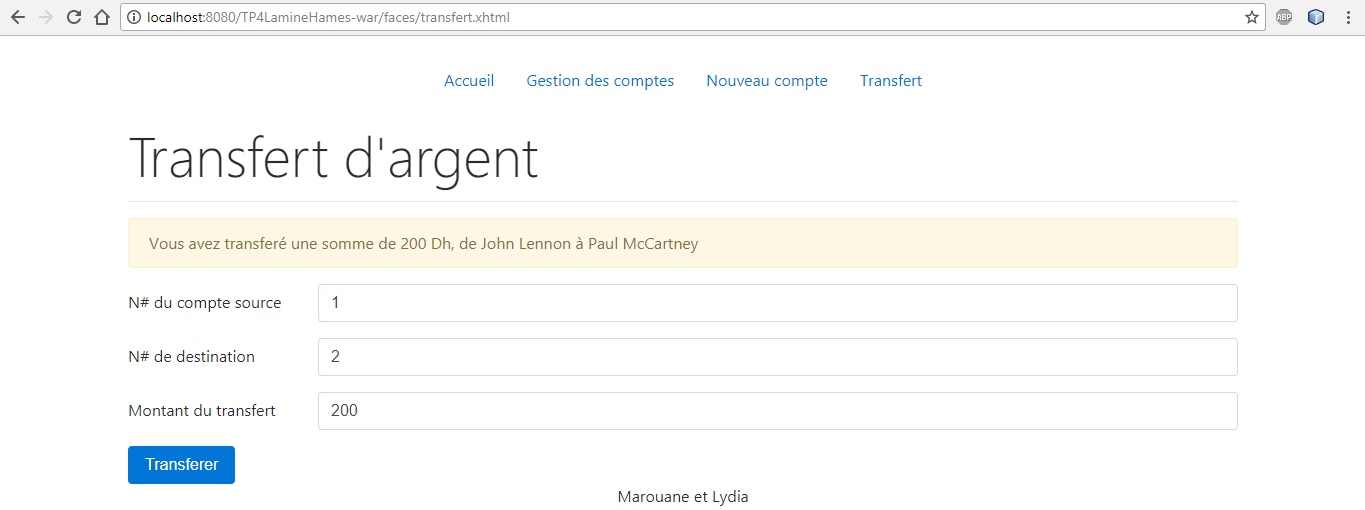 localhost:8080/TP4LamineHames-war/faces/transfert.xhtml
ABP
Accueil Gestion des comptes Nouveau compte Transfert
Transfert d'argent
Vous avez transferé une somme de 200 Dh, de John Lennon à Paul McCartney
N# du compte source 1
N# de destination 2
Montant du transfert 200
Transferer
Marouane et Lydia